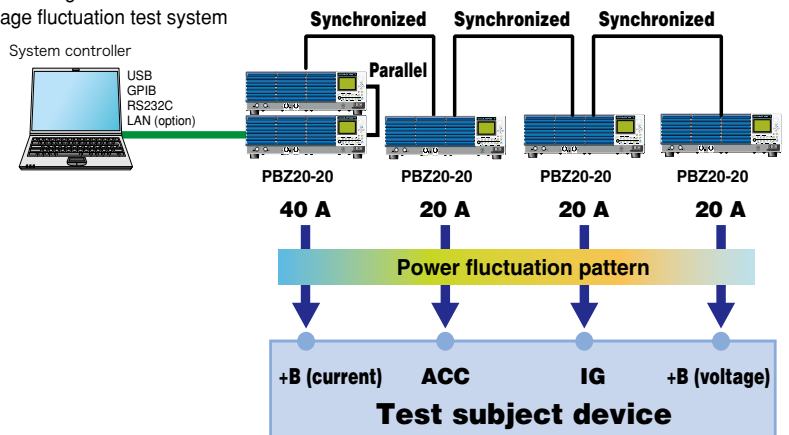 age fluctuation test system
System controller
USB
GPIB
RS232C
LAN (option)
Synchronized Synchronized Synchronized
Parallel
PBZ20-20 PBZ20-20 PBZ20-20 PBZ20-20
40 A 20 A 20 A 20 A
Power fluctuation pattern
+B (current) ACC IG +B (voltage)
Test subject device